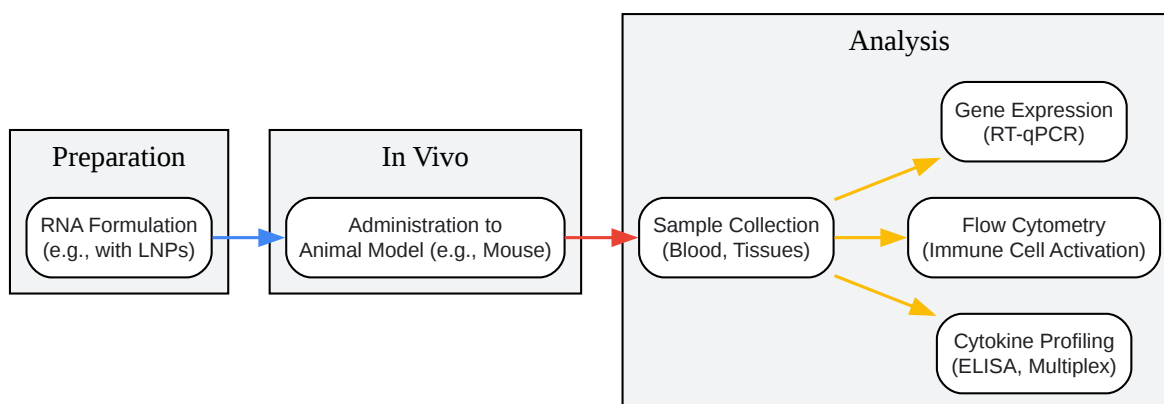 Preparation
RNA Formulation
(e.g., with LNPs)
In Vivo
Administration to
Animal Model (e.g., Mouse)
Analysis
Sample Collection
(Blood, Tissues)
Gene Expression
(RT-qPCR)
Flow Cytometry
(Immune Cell Activation)
Cytokine Profiling
(ELISA, Multiplex)